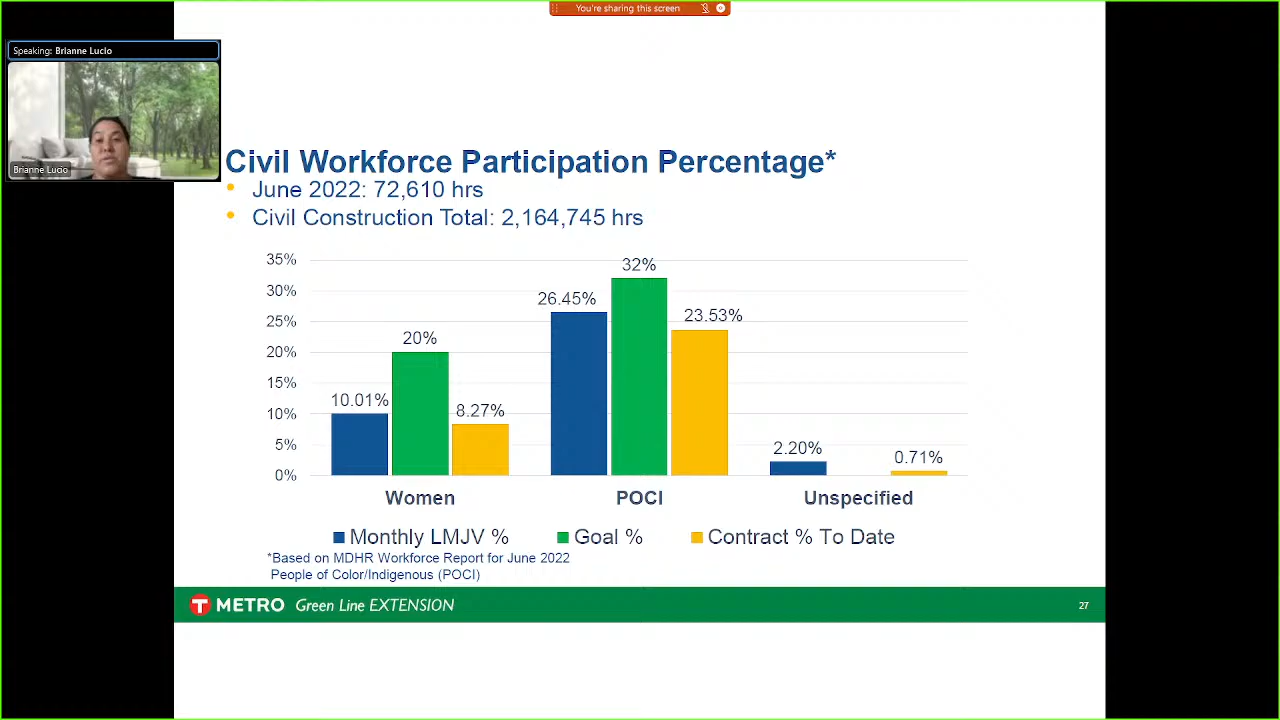 You're sharing this screen
Speaking: Brianne Lucio
Brianne Lucio
Civil Workforce Participation Percentage*
• June 2022: 72,610 hrs
• Civil Construction Total: 2,164,745 hrs
35%
30%
25%
20%
15%
10%
5%
0%
10.01%
20%
8.27%
26.45%
32%
23.53%
2.20%
0.71%
Women
POCI
Unspecified
Monthly LMJV %
Goal %
Contract % To Date
*Based on MDHR Workforce Report for June 2022
People of Color/Indigenous (POCI)
T METRO Green Line EXTENSION
27